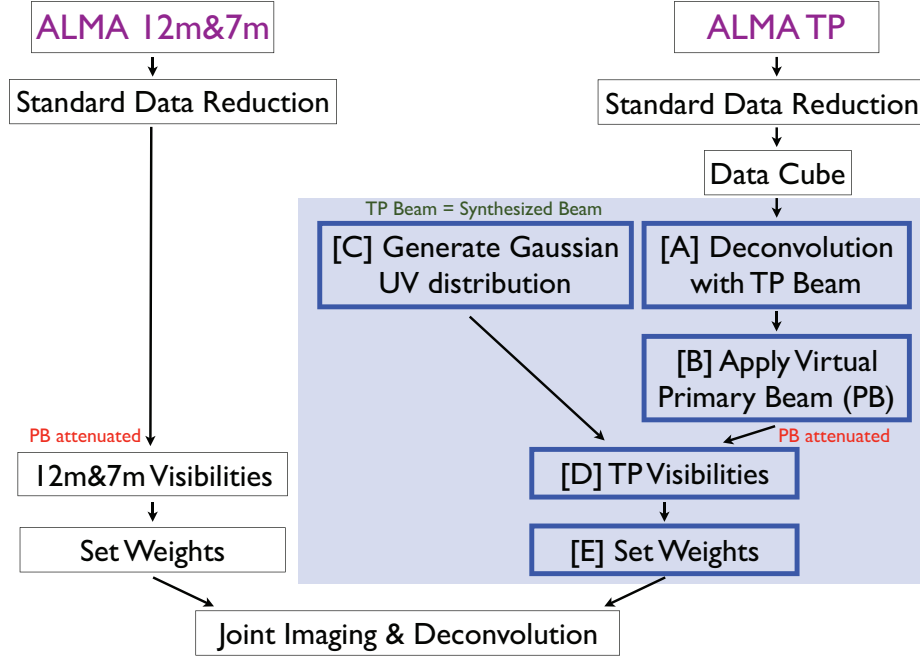 ALMA 12m&7m
Standard Data Reduction
PB attenuated
12m&7m Visibilities
Set Weights
ALMA TP
Standard Data Reduction
Data Cube
TP Beam = Synthesized Beam
[C] Generate Gaussian
UV distribution
[A] Deconvolution
with TP Beam
[B] Apply Virtual
Primary Beam (PB)
PB attenuated
[D] TP Visibilities
[E] Set Weights
Joint Imaging & Deconvolution